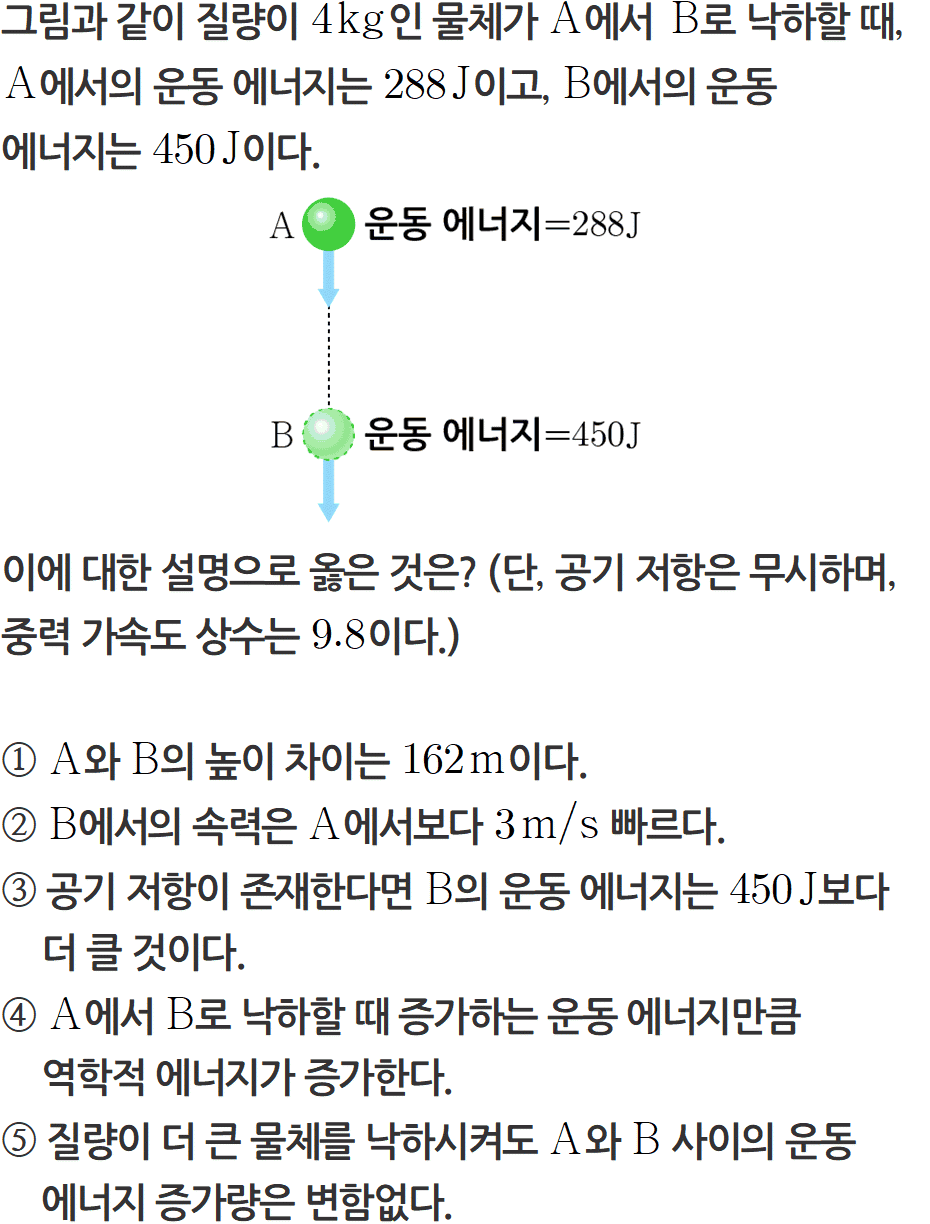 그림과 같이 질량이 4kg인 물체가 A에서 B로 낙하할 때,
A에서의 운동 에너지는 288J이고, B에서의 운동
에너지는 450J이다.
A 운동 에너지=288J
B 운동 에너지=450J
이에 대한 설명으로 옳은 것은? (단, 공기 저항은 무시하며,
중력 가속도 상수는 9.8이다.)
① A와 B의 높이 차이는 162m이다.
② B에서의 속력은 A에서보다 3m/s 빠르다.
③ 공기 저항이 존재한다면 B의 운동 에너지는 450J보다
더 클 것이다.
④ A에서 B로 낙하할 때 증가하는 운동 에너지만큼
역학적 에너지가 증가한다.
⑤ 질량이 더 큰 물체를 낙하시켜도 A와 B 사이의 운동
에너지 증가량은 변함없다.